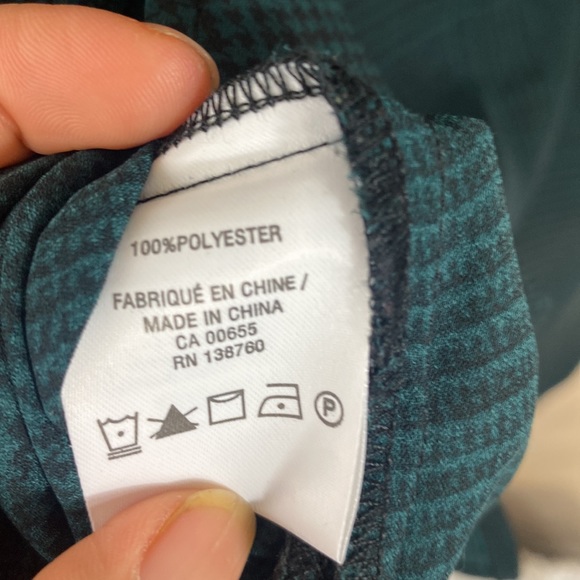 100%POLYESTER
FABRIQUÉ EN CHINE /
MADE IN CHINA
CA 00655
RN 138760
P